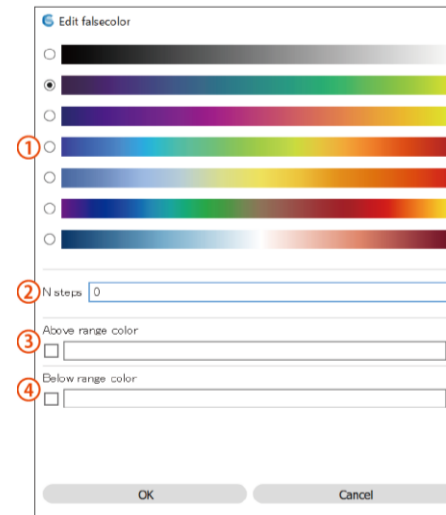 Edit falsecolor
①
② N steps 0
Above range color
③
Below range color
④
OK Cancel